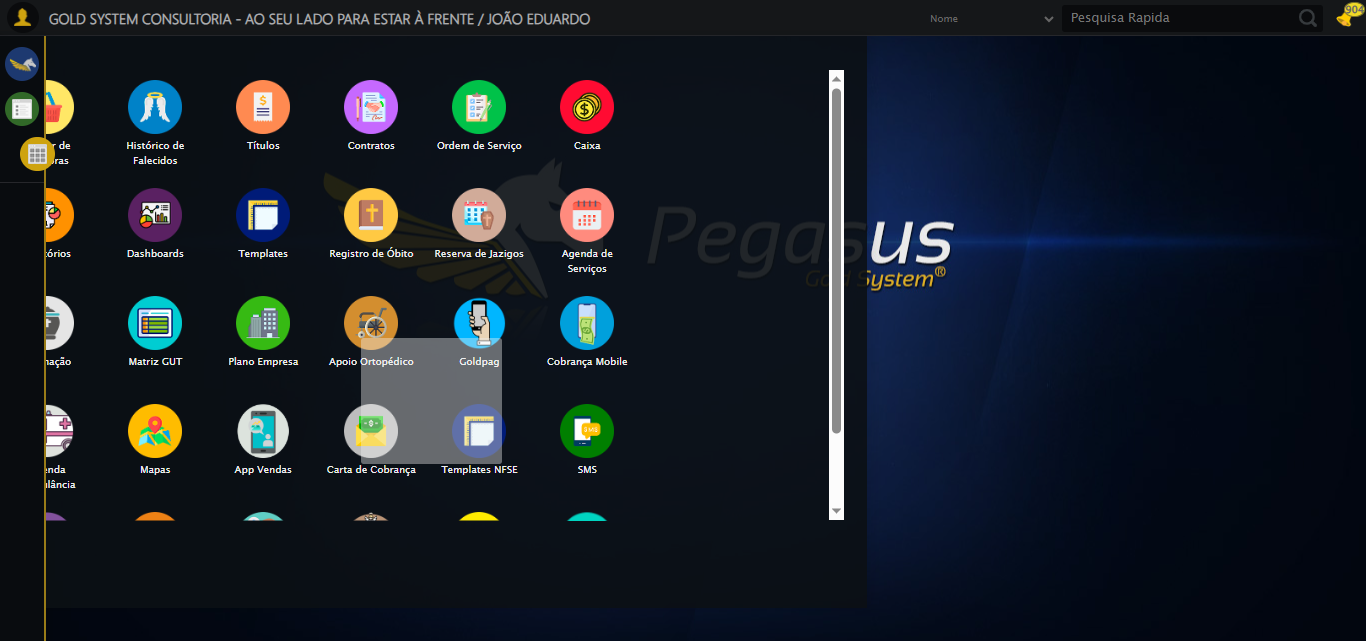 GOLD SYSTEM CONSULTORIA - AO SEU LADO PARA ESTAR À FRENTE / JOÃO EDUARDO
Nome
Pesquisa Rapida
904
Histórico de
Falecidos
Títulos
Contratos
Ordem de Serviço
Caixa
Dashboards
Templates
Registro de Óbito
Reserva de Jazigos
Agenda de
Serviços
Pegasus
Gold System®
Matriz GUT
Plano Empresa
Apoio Ortopédico
Goldpag
Cobrança Mobile
Mapas
App Vendas
Carta de Cobrança
Templates NFSE
SMS